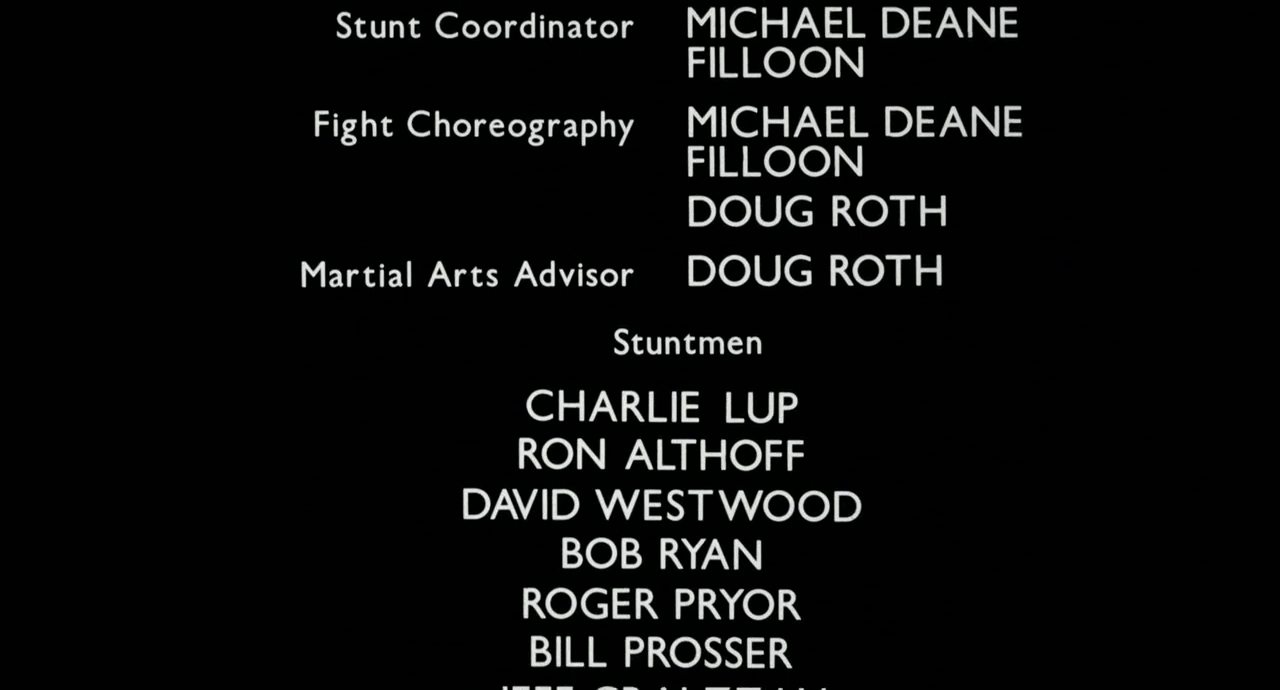 Stunt Coordinator MICHAEL DEANE
FILLOON
Fight Choreography MICHAEL DEANE
FILLOON
DOUG ROTH
Martial Arts Advisor DOUG ROTH
Stuntmen
CHARLIE LUP
RON ALTHOFF
DAVID WESTWOOD
BOB RYAN
ROGER PRYOR
BILL PROSSER